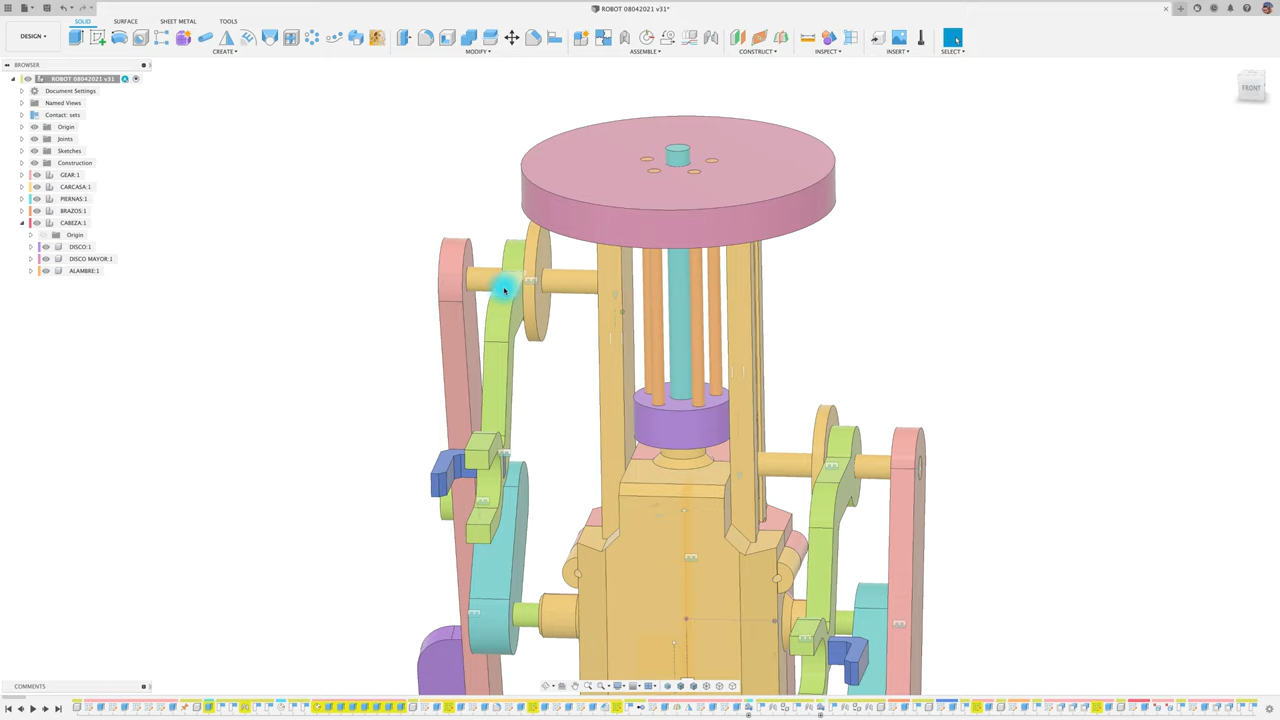 ROBOT 08042021 v31*
SOLID SURFACE SHEET METAL TOOLS
DESIGN ▾
CREATE ▾ MODIFY ▾ ASSEMBLE ▾ CONSTRUCT ▾ INSPECT ▾ INSERT ▾ SELECT ▾
BROWSER
ROBOT 08042021 v31
Document Settings
Named Views
Contact: sets
Origin
Joints
Sketches
Construction
GEAR:1
CARCASA:1
PIERNAS:1
BRAZOS:1
CABEZA:1
Origin
DISCO:1
DISCO MAYOR:1
ALAMBRE:1
FRONT
COMMENTS